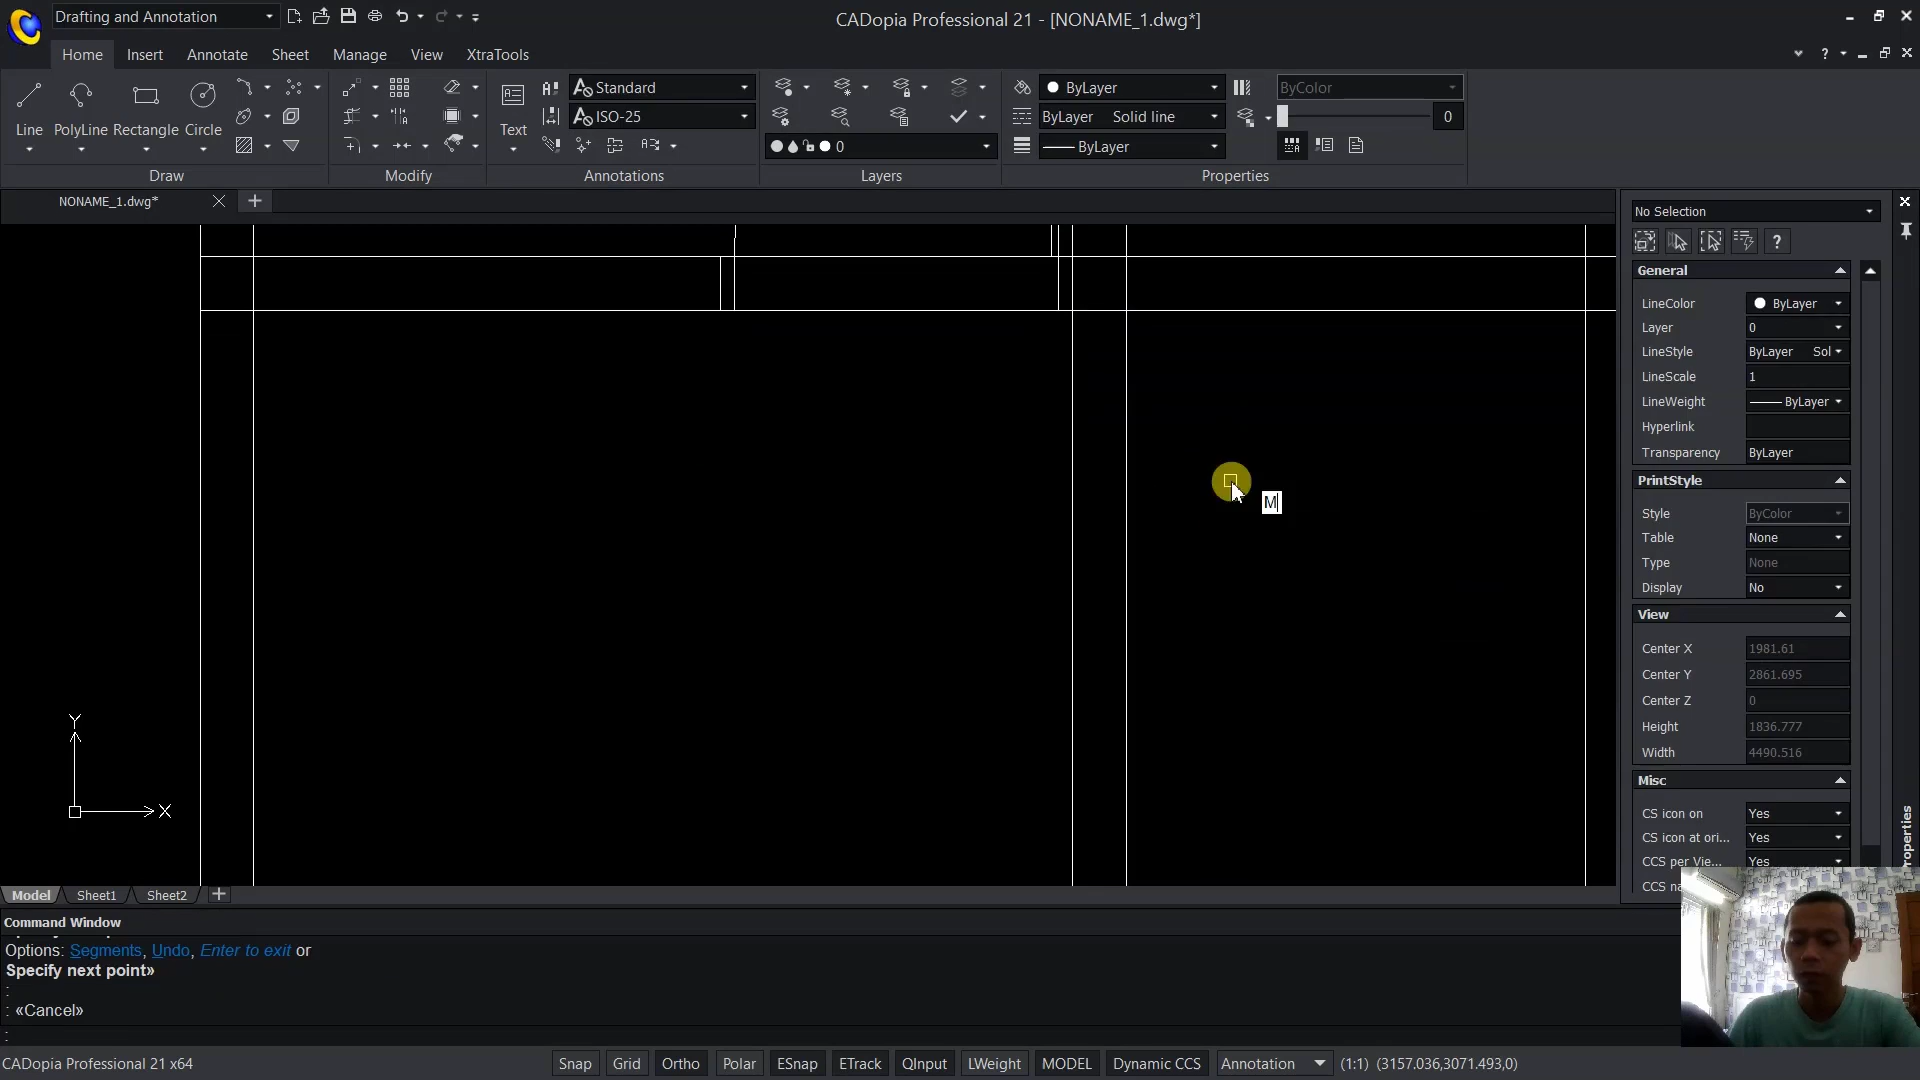 Drafting and Annotation
CADopia Professional 21 - [NONAME_1.dwg*]
Home Insert Annotate Sheet Manage View XtraTools
?
Line PolyLine Rectangle Circle
Text
Standard
ISO-25
0
ByLayer
ByLayer Solid line
ByLayer
ByColor
0
Draw Modify Annotations Layers Properties
NONAME_1.dwg*
No Selection
?
General
LineColor ByLayer
Layer 0
LineStyle ByLayer Sol
LineScale 1
LineWeight ByLayer
Hyperlink
Transparency ByLayer
PrintStyle
Style ByColor
Table None
Type None
Display No
View
Center X 1981.61
Center Y 2861.695
Center Z 0
Height 1836.777
Width 4490.516
Misc
CS icon on Yes
CS icon at ori... Yes
CCS per Vie... Yes
CCS na
M
Y
X
Model Sheet1 Sheet2
Command Window
Options: Segments, Undo, Enter to exit or
Specify next point»
:
: «Cancel»
:
CADopia Professional 21 x64
Snap Grid Ortho Polar ESnap ETrack QInput LWeight MODEL Dynamic CCS Annotation (1:1) (3157.036,3071.493,0)